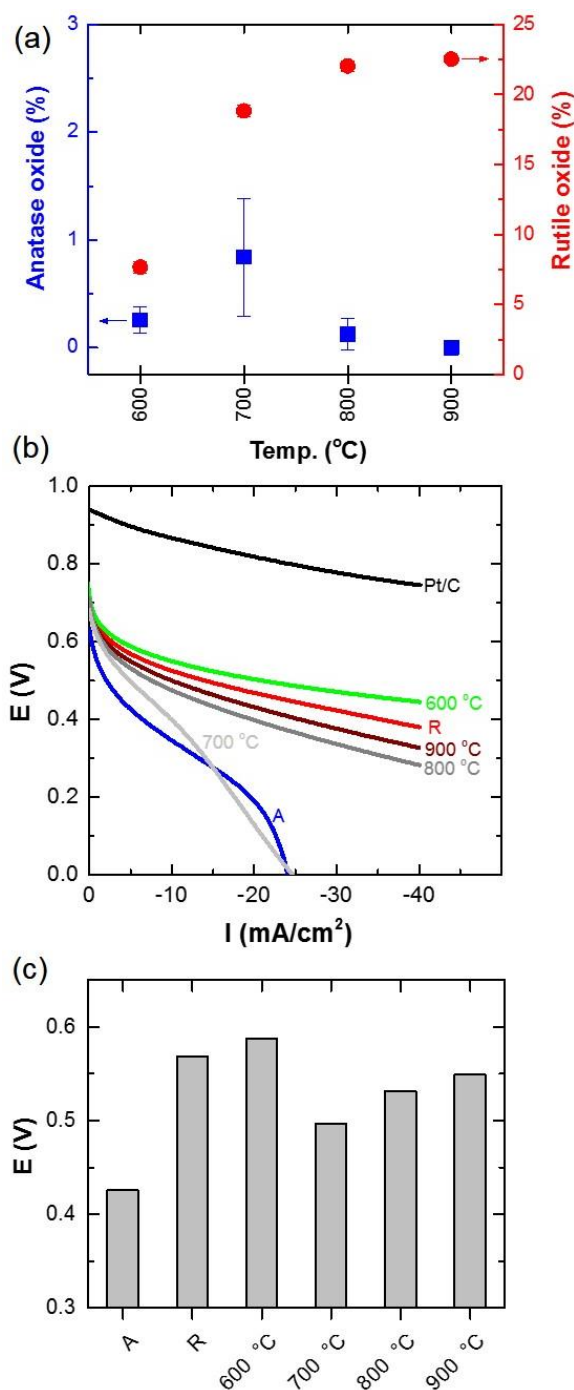 (a)
3
2
1
0
Anatase oxide (%)
25
20
15
10
5
0
Rutile oxide (%)
600
700
800
900
Temp. (°C)
(b)
1.0
0.8
0.6
0.4
0.2
0.0
E (V)
Pt/C
600 °C
R
900 °C
800 °C
700 °C
A
0
-10
-20
-30
-40
I (mA/cm²)
(c)
0.6
0.5
0.4
0.3
E (V)
A
R
600 °C
700 °C
800 °C
900 °C